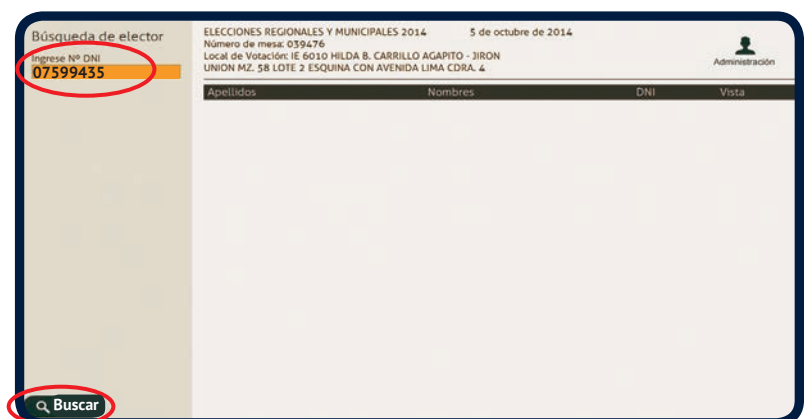 Búsqueda de elector
Ingrese Nº DNI
07599435
ELECCIONES REGIONALES Y MUNICIPALES 2014 5 de octubre de 2014
Número de mesa: 039476
Local de Votación: IE 6010 HILDA B. CARRILLO AGAPITO - JIRON
UNION MZ. 58 LOTE 2 ESQUINA CON AVENIDA LIMA CDRA. 4
Administración
Apellidos Nombres DNI Vista
Buscar